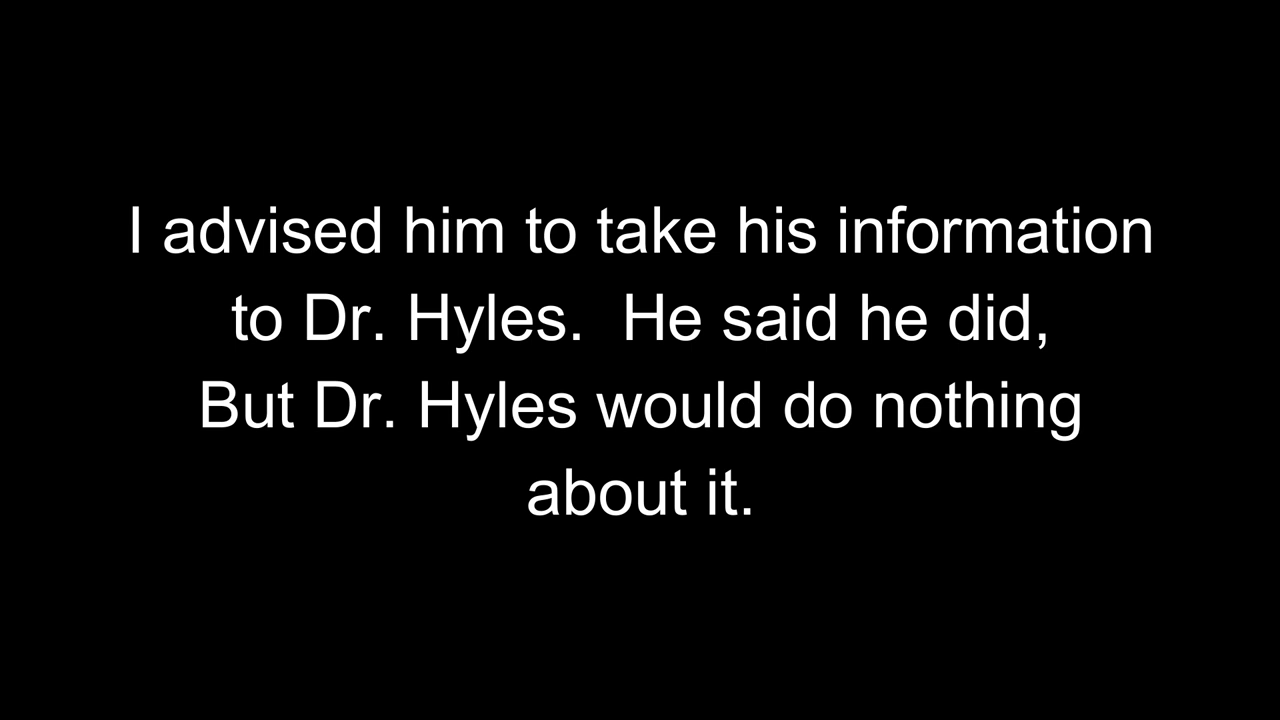 I advised him to take his information
to Dr. Hyles.  He said he did,
But Dr. Hyles would do nothing
about it.